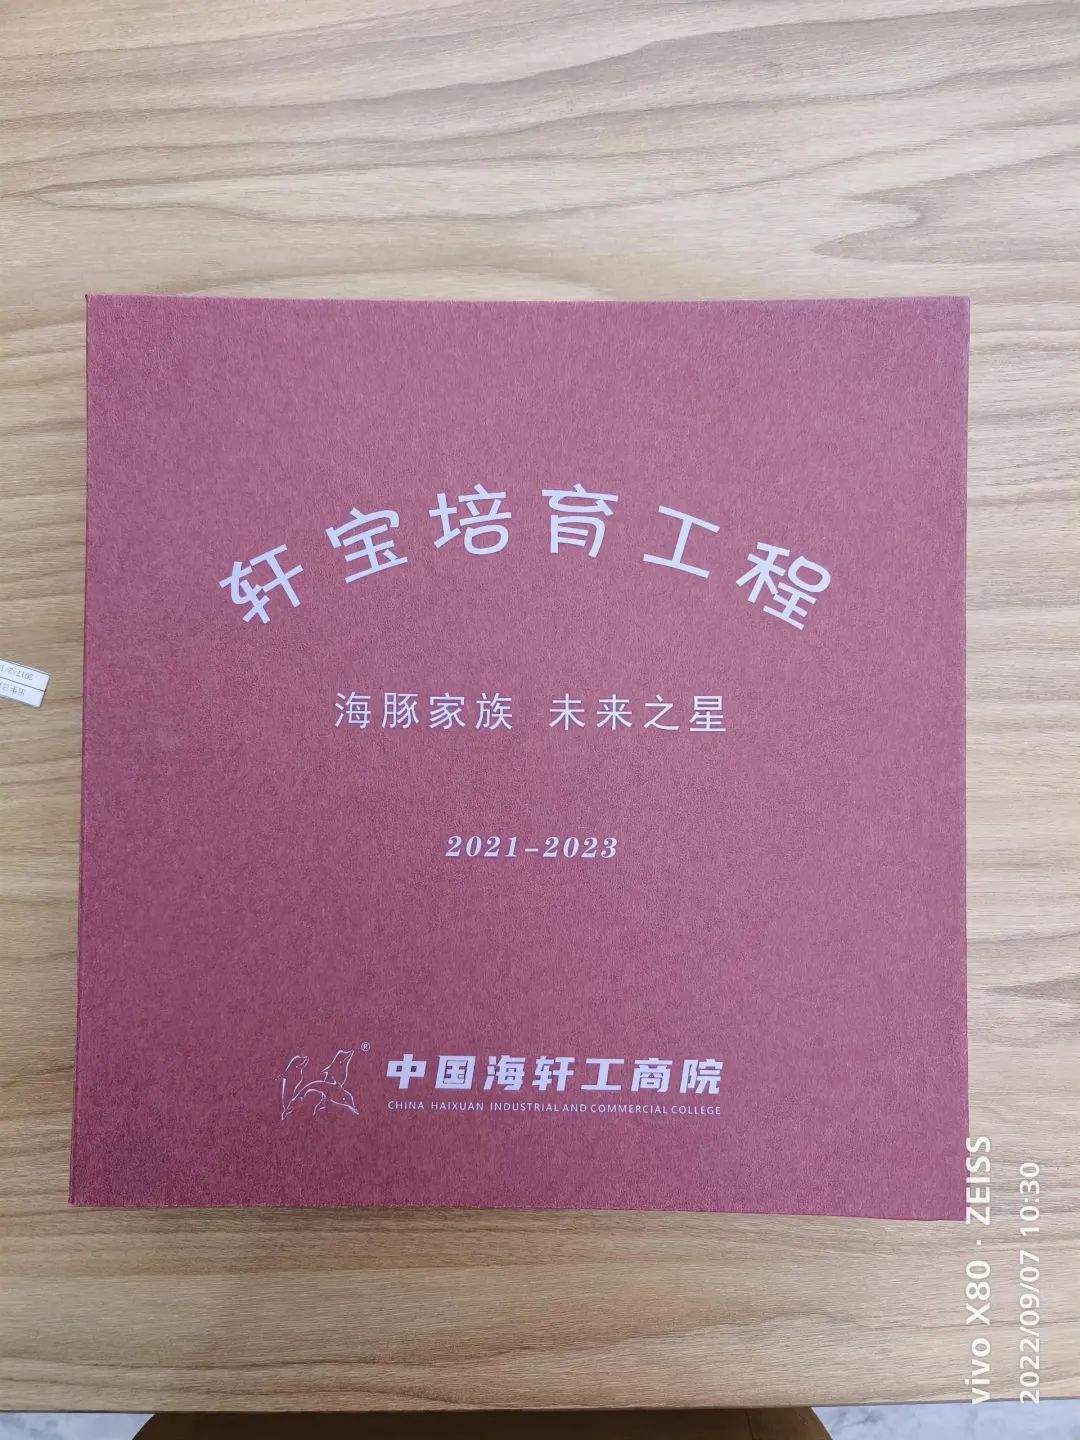 轩宝培育工程
海豚家族 未来之星
2021-2023
®
中国海轩工商院
CHINA HAIXUAN INDUSTRIAL AND COMMERCIAL COLLEGE
vivo X80 · ZEISS
2022/09/07 10:30